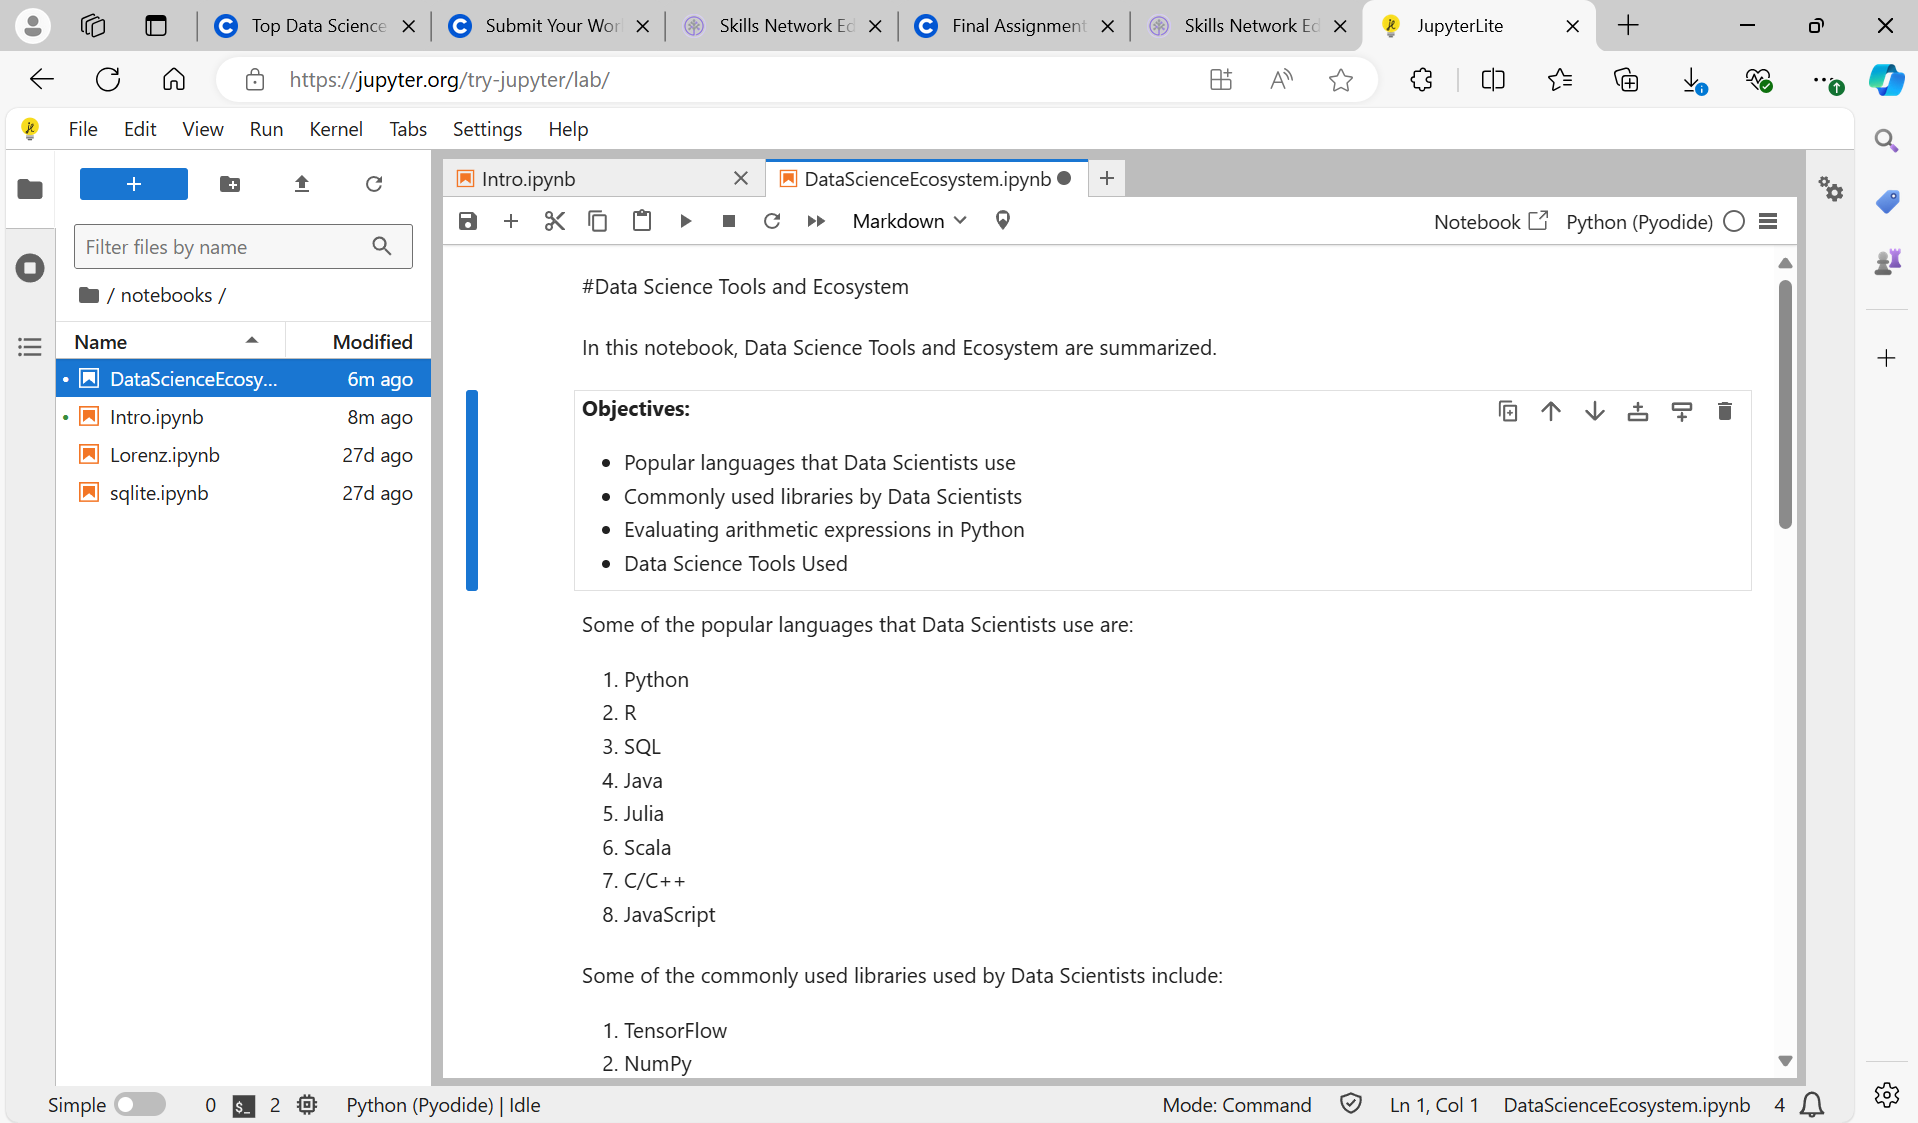 Top Data Science
Submit Your Wor
Skills Network Ed
Final Assignment
Skills Network Ed
JupyterLite
https://jupyter.org/try-jupyter/lab/
File Edit View Run Kernel Tabs Settings Help
Intro.ipynb
DataScienceEcosystem.ipynb
Markdown
Notebook
Python (Pyodide)
Filter files by name
/ notebooks /
Name Modified
DataScienceEcosy... 6m ago
Intro.ipynb 8m ago
Lorenz.ipynb 27d ago
sqlite.ipynb 27d ago
#Data Science Tools and Ecosystem
In this notebook, Data Science Tools and Ecosystem are summarized.
Objectives:
• Popular languages that Data Scientists use
• Commonly used libraries by Data Scientists
• Evaluating arithmetic expressions in Python
• Data Science Tools Used
Some of the popular languages that Data Scientists use are:
1. Python
2. R
3. SQL
4. Java
5. Julia
6. Scala
7. C/C++
8. JavaScript
Some of the commonly used libraries used by Data Scientists include:
1. TensorFlow
2. NumPy
Simple 0 $_ 2 Python (Pyodide) | Idle Mode: Command Ln 1, Col 1 DataScienceEcosystem.ipynb 4